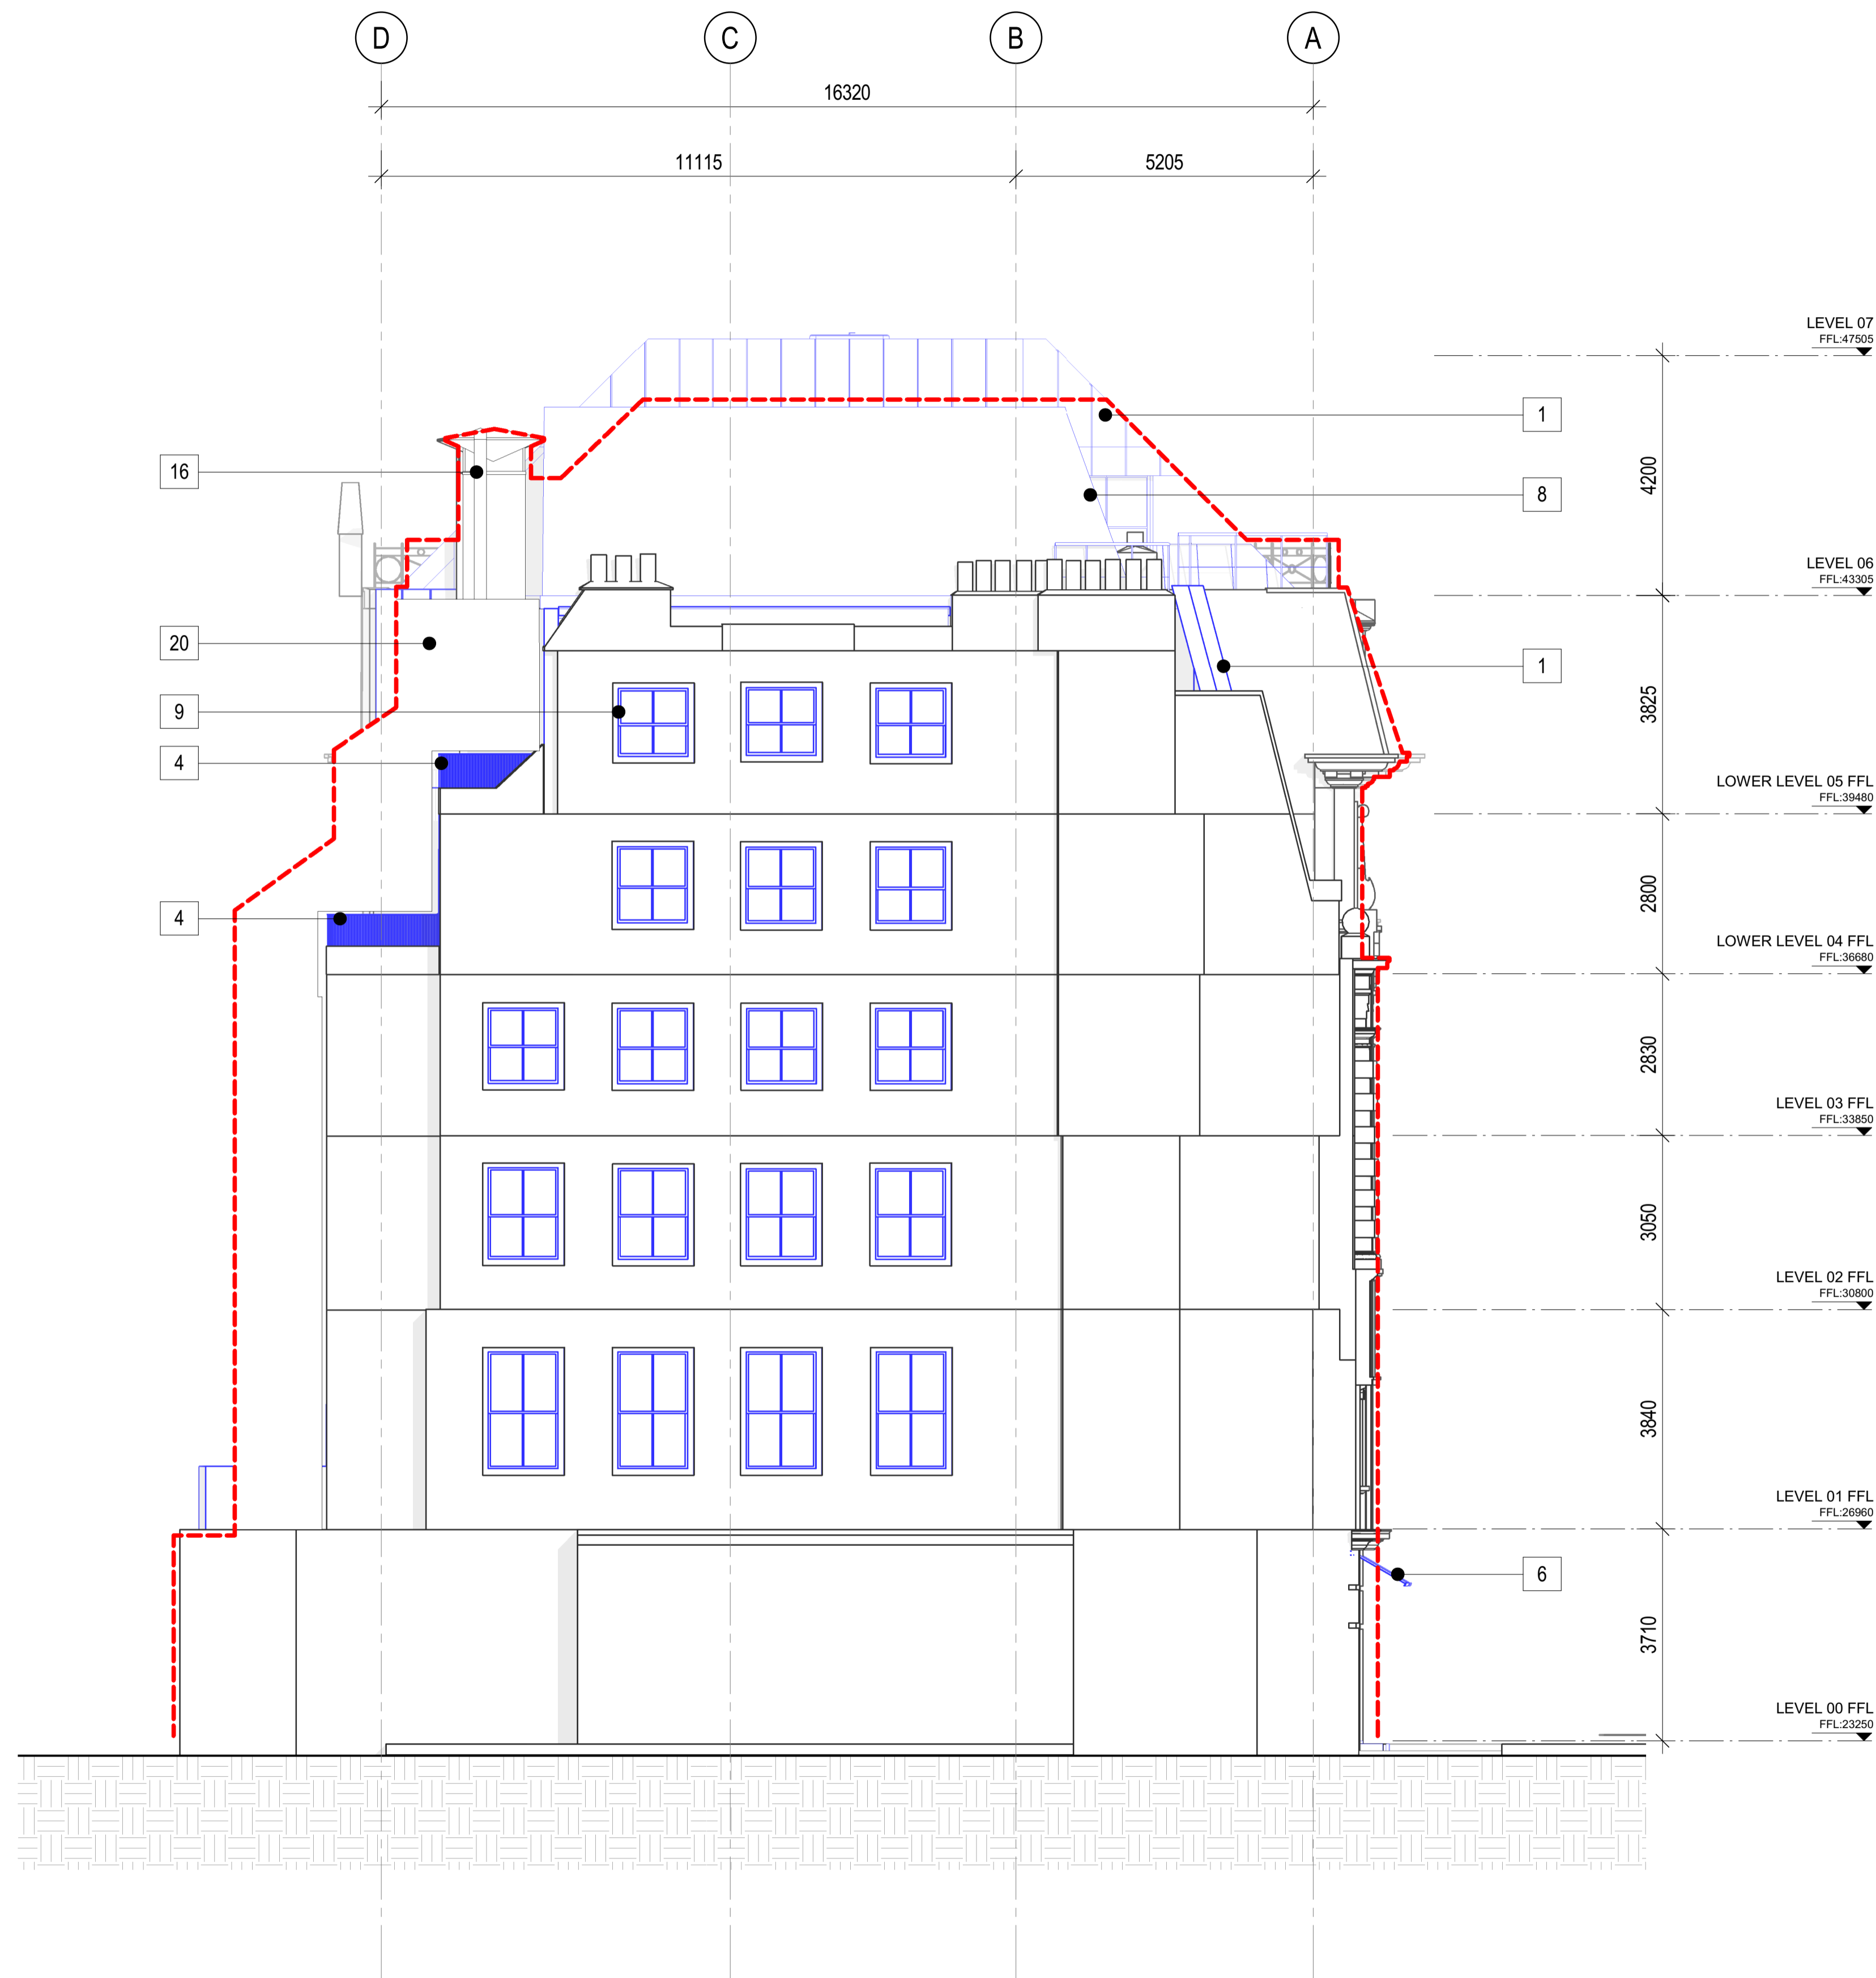 D C B A
16320
11115 5205
LEVEL 07
FFL:47505
1
4200
16
8
LEVEL 06
FFL:43305
20
1
3825
9
4
LOWER LEVEL 05 FFL
FFL:39480
2800
4
LOWER LEVEL 04 FFL
FFL:36680
2830
LEVEL 03 FFL
FFL:33850
3050
LEVEL 02 FFL
FFL:30800
3840
LEVEL 01 FFL
FFL:26960
6
3710
LEVEL 00 FFL
FFL:23250